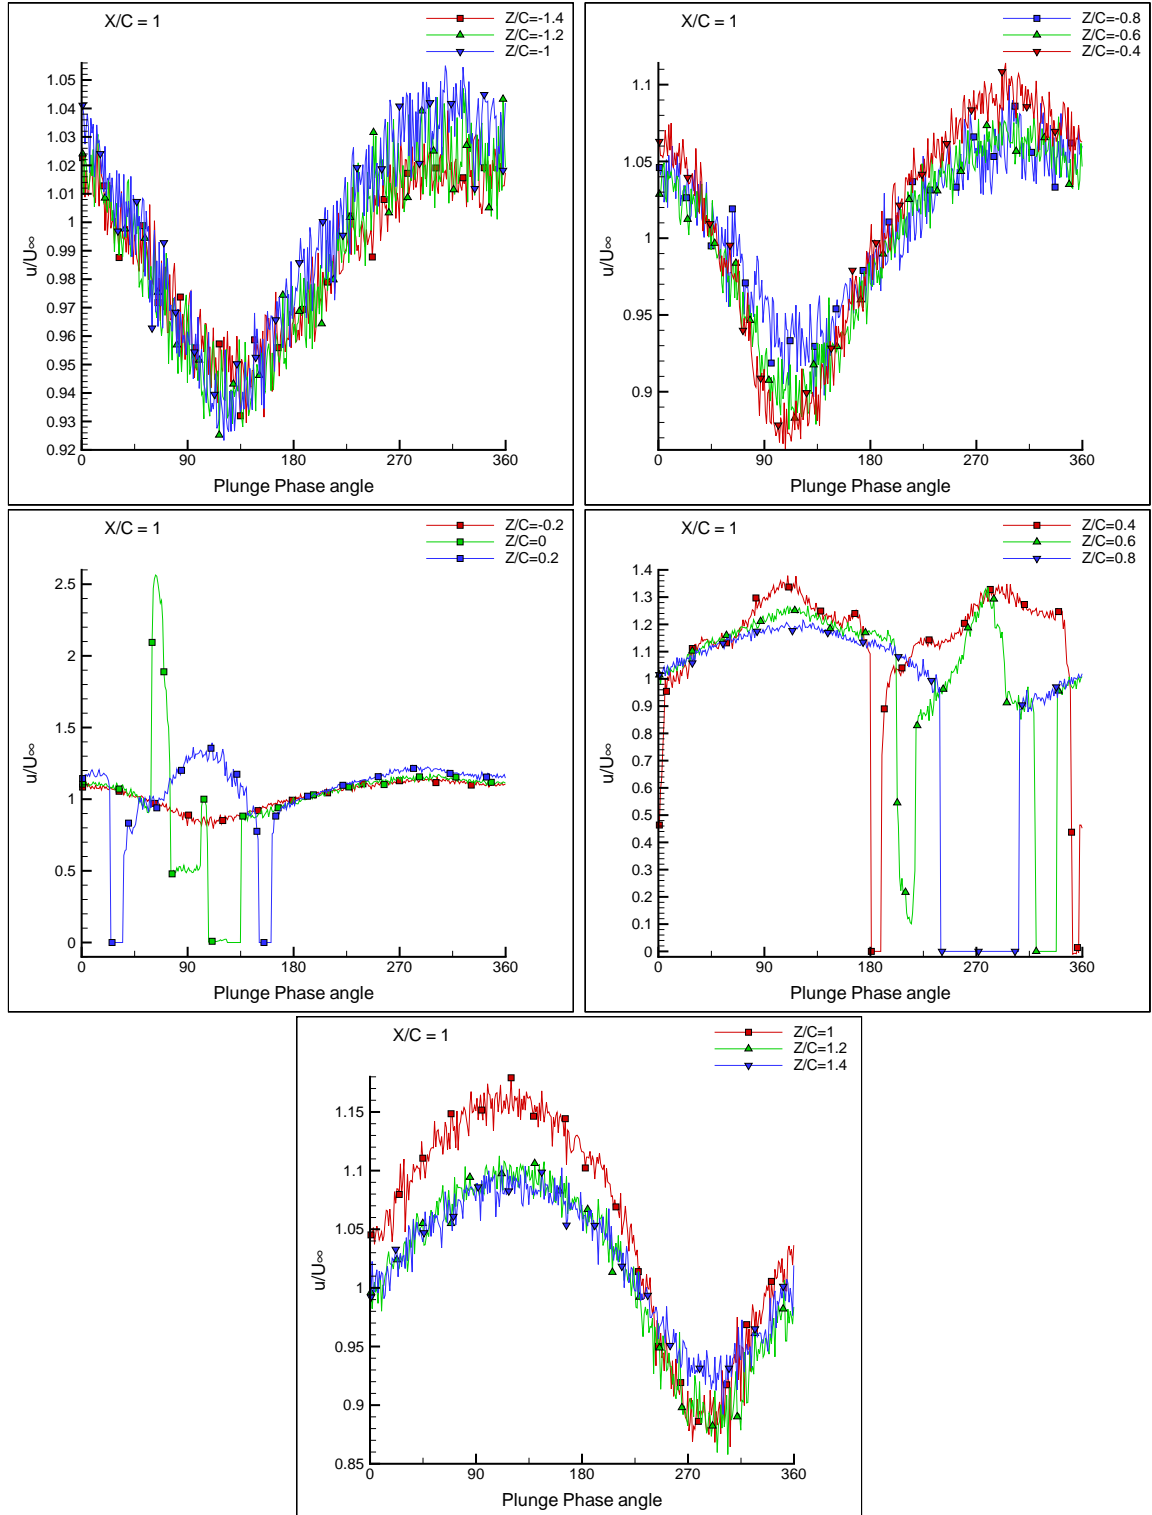 X/C = 1
Z/C=-1.4
Z/C=-1.2
Z/C=-1
1.05
1.04
1.03
1.02
1.01
1
0.99
0.98
0.97
0.96
0.95
0.94
0.93
0.92
u/U∞
0 90 180 270 360
Plunge Phase angle
X/C = 1
Z/C=-0.8
Z/C=-0.6
Z/C=-0.4
1.1
1.05
1
0.95
0.9
u/U∞
0 90 180 270 360
Plunge Phase angle
X/C = 1
Z/C=-0.2
Z/C=0
Z/C=0.2
2.5
2
1.5
1
0.5
0
u/U∞
0 90 180 270 360
Plunge Phase angle
X/C = 1
Z/C=0.4
Z/C=0.6
Z/C=0.8
1.4
1.3
1.2
1.1
1
0.9
0.8
0.7
0.6
0.5
0.4
0.3
0.2
0.1
0
u/U∞
0 90 180 270 360
Plunge Phase angle
X/C = 1
Z/C=1
Z/C=1.2
Z/C=1.4
1.15
1.1
1.05
1
0.95
0.9
0.85
u/U∞
0 90 180 270 360
Plunge Phase angle